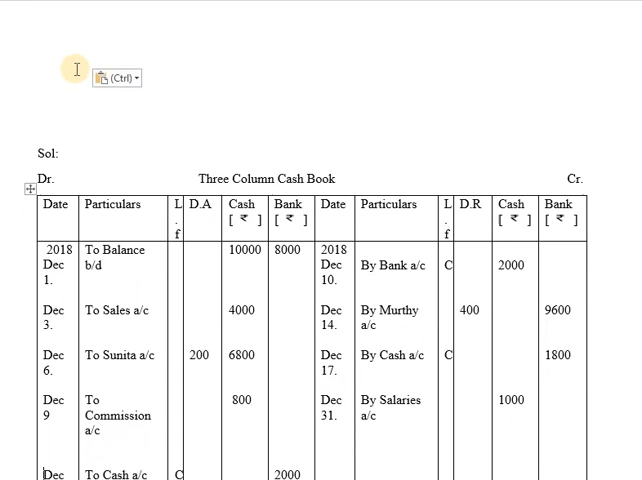 (Ctrl)
Sol:
Dr. Three Column Cash Book Cr.
Date Particulars L.f D.A Cash [ ₹ ] Bank [ ₹ ] Date Particulars L.f D.R Cash [ ₹ ] Bank [ ₹ ]
2018 Dec 1. To Balance b/d 10000 8000 2018 Dec 10. By Bank a/c C 2000
Dec 3. To Sales a/c 4000 Dec 14. By Murthy a/c 400 9600
Dec 6. To Sunita a/c 200 6800 Dec 17. By Cash a/c C 1800
Dec 9 To Commission a/c 800 Dec 31. By Salaries a/c 1000
Dec To Cash a/c C 2000